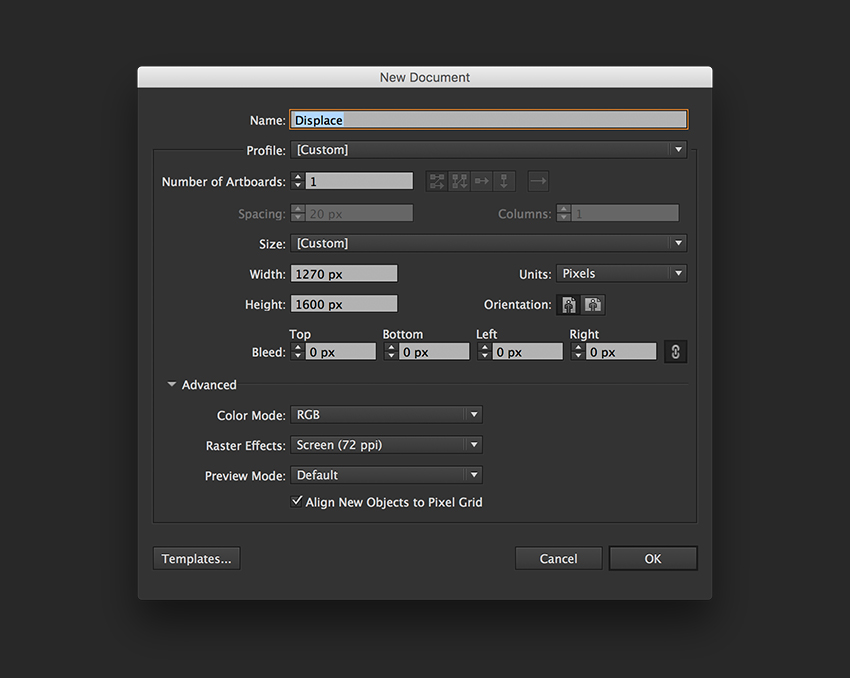 New Document
Name: Displace
Profile: [Custom]
Number of Artboards: 1
Spacing: 20 px Columns: 1
Size: [Custom]
Width: 1270 px Units: Pixels
Height: 1600 px Orientation:
Top Bottom Left Right
Bleed: 0 px 0 px 0 px 0 px
Advanced
Color Mode: RGB
Raster Effects: Screen (72 ppi)
Preview Mode: Default
Align New Objects to Pixel Grid
Templates... Cancel OK